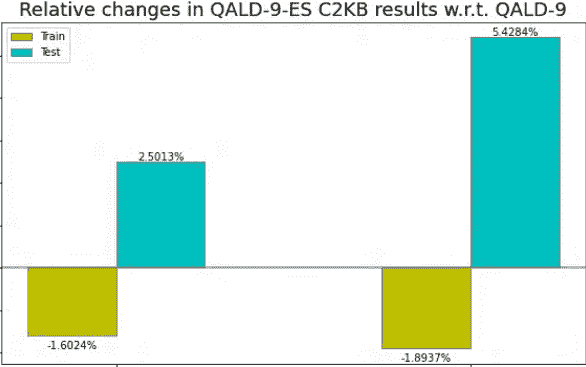 Relative changes in QALD-9-ES C2KB results w.r.t. QALD-9
Train
Test
5.4284%
2.5013%
-1.6024%
-1.8937%